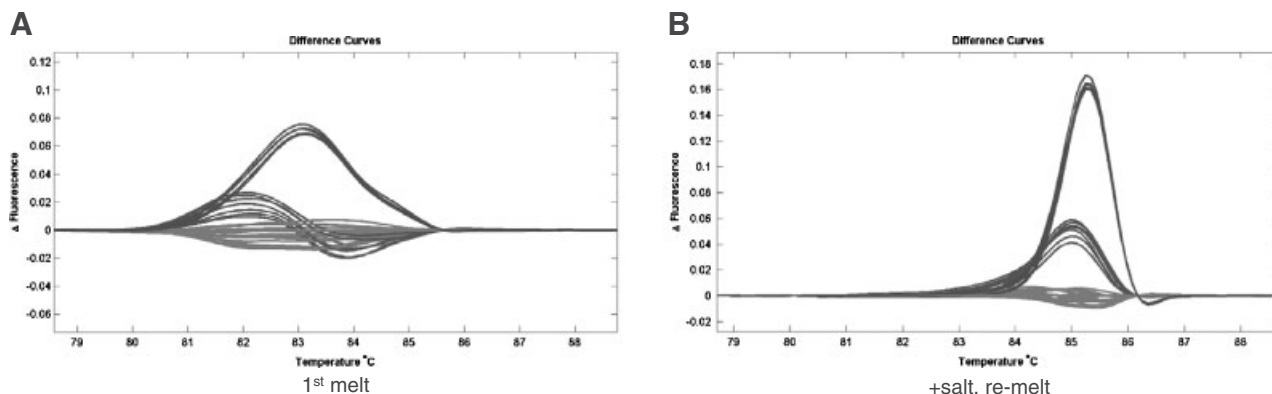 A
Difference Curves
0.12
0.1
0.08
0.06
0.04
0.02
0
-0.02
-0.04
-0.06
Δ Fluorescence
79 80 81 82 83 84 85 86 87 88
Temperature °C
1st melt
B
Difference Curves
0.18
0.16
0.14
0.12
0.1
0.08
0.06
0.04
0.02
0
-0.02
Δ Fluorescence
79 80 81 82 83 84 85 86 87 88
Temperature °C
+salt, re-melt